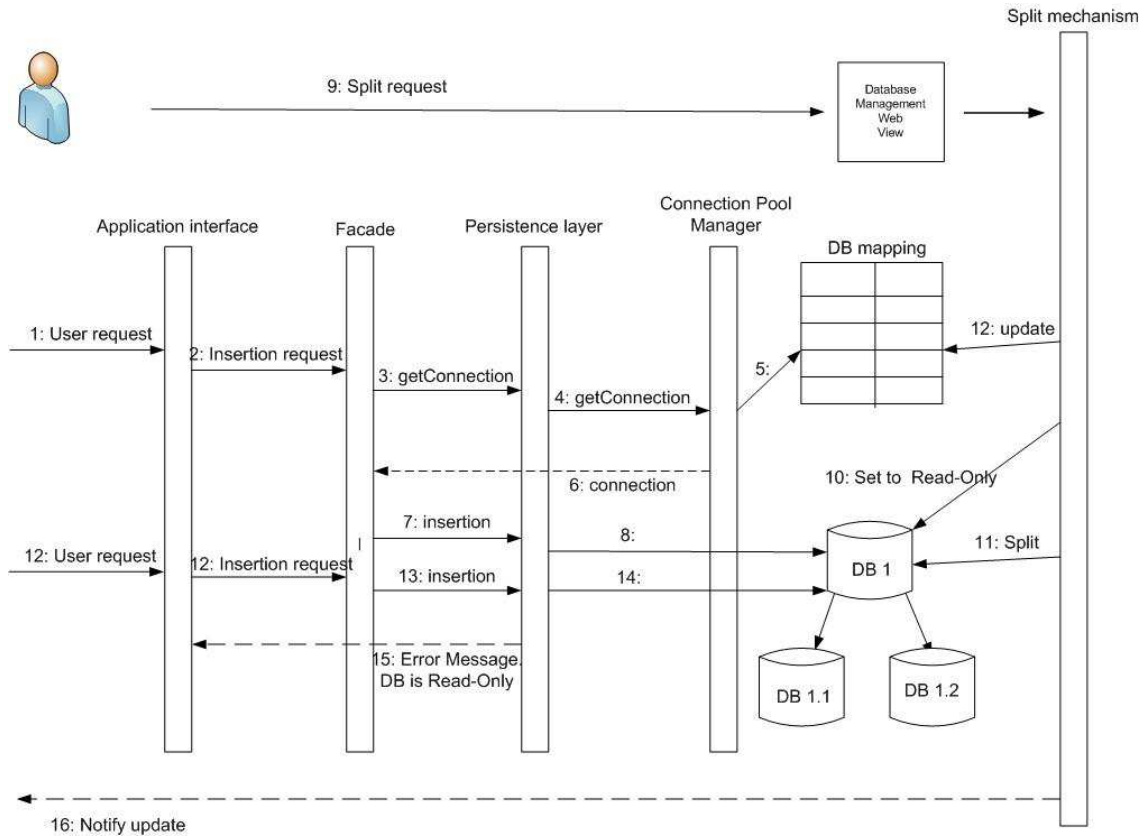 Split mechanism
9: Split request
Database
Management
Web
View
Application interface
Facade
Persistence layer
Connection Pool
Manager
DB mapping
1: User request
2: Insertion request
3: getConnection
4: getConnection
5:
12: update
6: connection
10: Set to Read-Only
7: insertion
8:
11: Split
12: User request
12: Insertion request
13: insertion
14:
DB 1
15: Error Message.
DB is Read-Only
DB 1.1
DB 1.2
16: Notify update